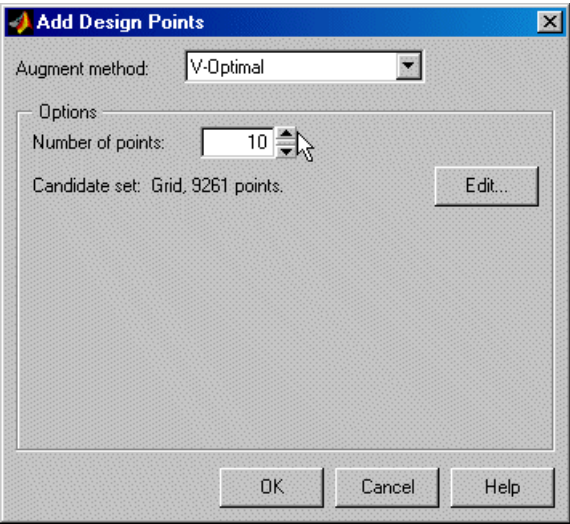 Add Design Points
Augment method: V-Optimal
Options
Number of points: 10
Candidate set: Grid, 9261 points. Edit...
OK Cancel Help